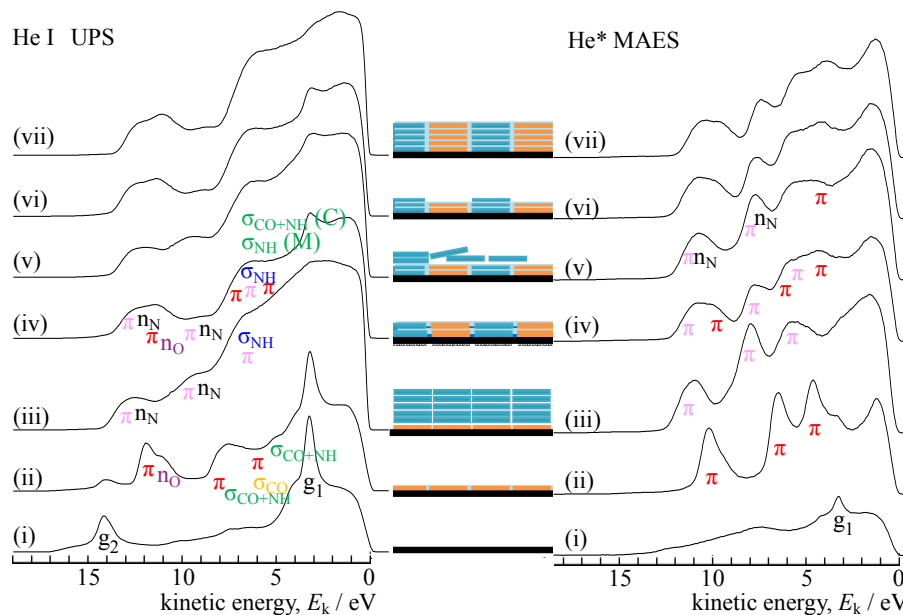 He I UPS
He* MAES
(vii)
(vii)
(vi)
(vi)
σCO+NH (C)
σNH (M)
π nN
π
(v)
π nN
(v)
σNH
π π π
π π
π
(iv)
π nN
π nO
π nN
(iv)
π π π
σNH
π
π π
(iii)
π nN
π nN
(iii)
π
(ii)
π nO
π σCO+NH
π σCO
σCO+NH
(ii)
π π π
(i)
g2
g1
(i)
g1
15 10 5 0
15 10 5 0
kinetic energy, Ek / eV
kinetic energy, Ek / eV